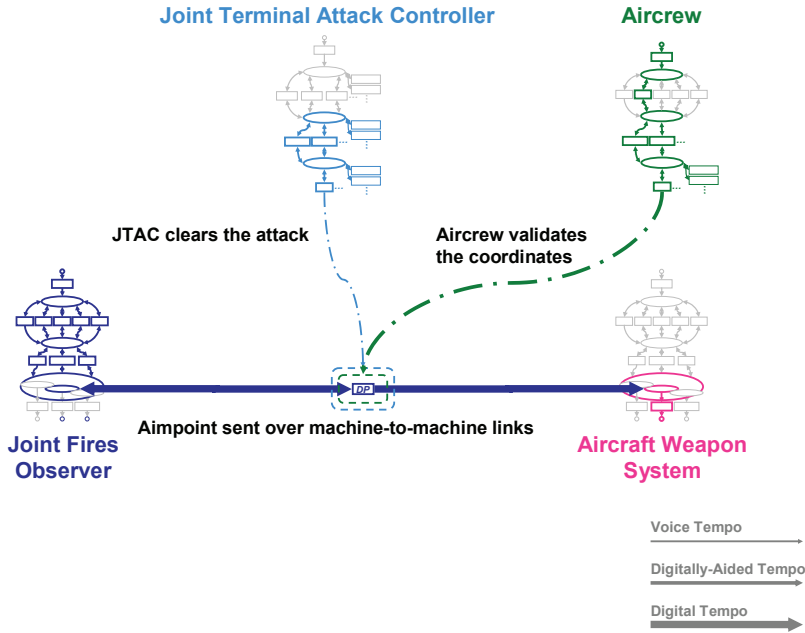 Joint Terminal Attack Controller
Aircrew
JTAC clears the attack
Aircrew validates
the coordinates
DP
Aimpoint sent over machine-to-machine links
Joint Fires
Observer
Aircraft Weapon
System
Voice Tempo
Digitally-Aided Tempo
Digital Tempo